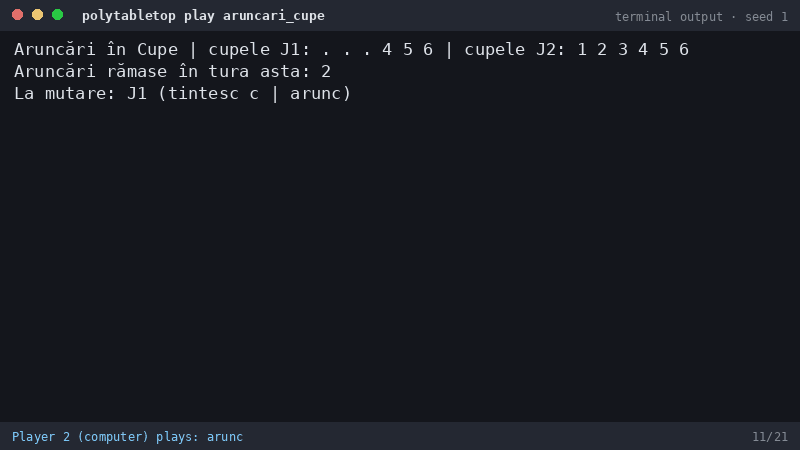 polytabletop play aruncari_cupe
terminal output · seed 1
Aruncări în Cupe | cupele J1: . . . 4 5 6 | cupele J2: 1 2 3 4 5 6
Aruncări rămase în tura asta: 2
La mutare: J1 (tintesc c | arunc)
Player 2 (computer) plays: arunc
11/21